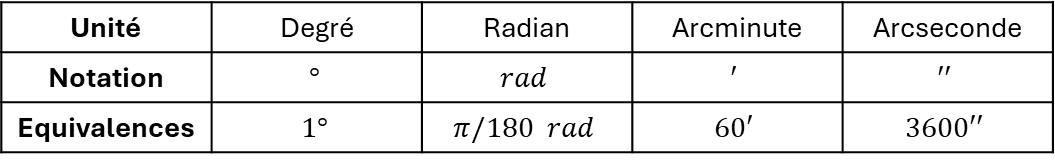 Unité Degré Radian Arcminute Arcseconde
Notation ° rad ′ ″
Equivalences 1° π/180 rad 60′ 3600″